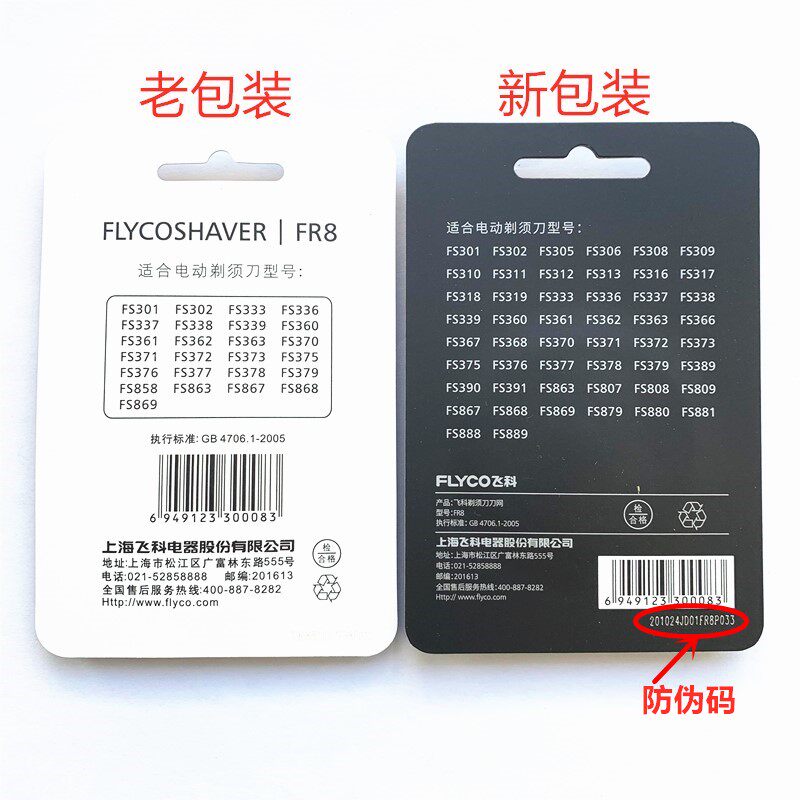 老包装
新包装
FLYCOSHAVER | FR8
适合电动剃须刀型号:
FS301 FS302 FS333 FS336
FS337 FS338 FS339 FS360
FS361 FS362 FS363 FS370
FS371 FS372 FS373 FS375
FS376 FS377 FS378 FS379
FS858 FS863 FS867 FS868
FS869
执行标准: GB 4706.1-2005
6 949123 300083
上海飞科电器股份有限公司
地址:上海市松江区广富林东路555号
电话:021-52858888 邮编:201613
全国售后服务热线:400-887-8282
Http://www.flyco.com
检
合格
适合电动剃须刀型号:
FS301 FS302 FS305 FS306 FS308 FS309
FS310 FS311 FS312 FS313 FS316 FS317
FS318 FS319 FS333 FS336 FS337 FS338
FS339 FS360 FS361 FS362 FS363 FS366
FS367 FS368 FS370 FS371 FS372 FS373
FS375 FS376 FS377 FS378 FS379 FS389
FS390 FS391 FS863 FS807 FS808 FS809
FS867 FS868 FS869 FS879 FS880 FS881
FS888 FS889
FLYCO飞科
产品: 飞科剃须刀刀网
型号: FR8
执行标准: GB 4706.1-2005
检
合格
上海飞科电器股份有限公司
地址:上海市松江区广富林东路555号
电话:021-52858888
邮编:201613
全国售后服务热线:400-887-8282
Http://www.flyco.com
6 949123 300083
201024JD01FR8P033
防伪码